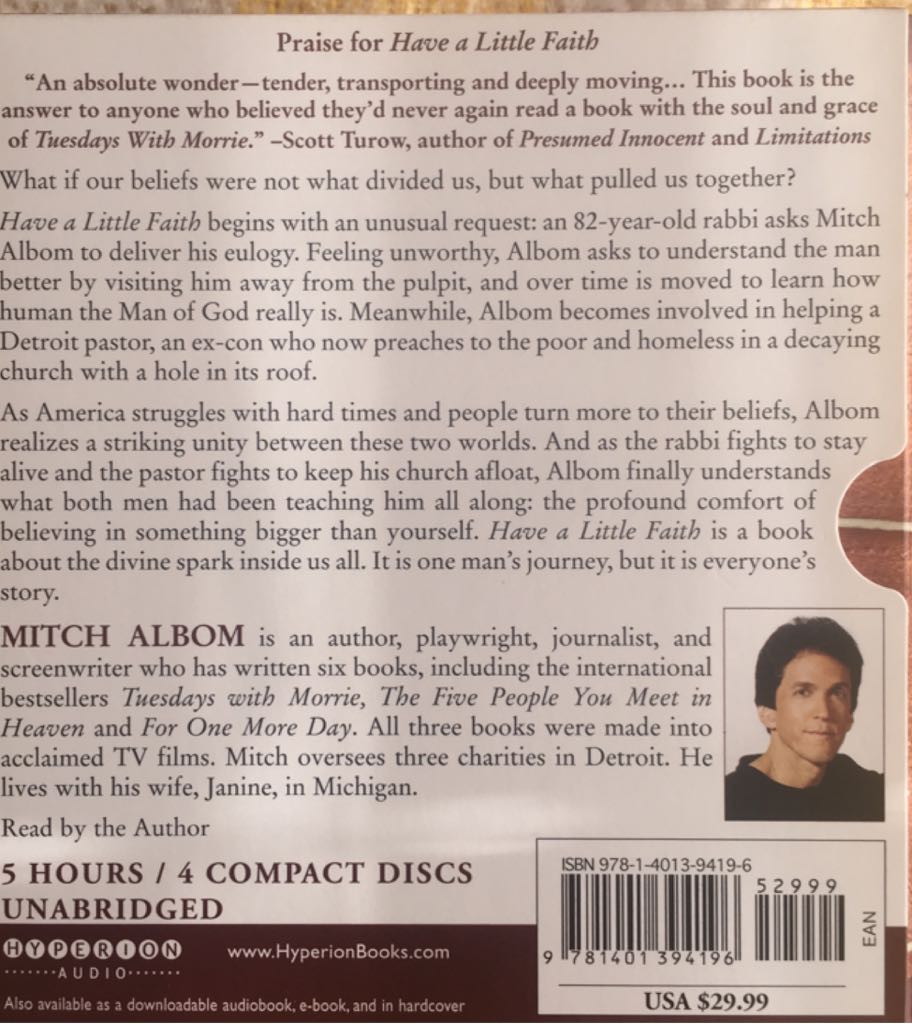 Praise for Have a Little Faith
“An absolute wonder—tender, transporting and deeply moving... This book is the
answer to anyone who believed they’d never again read a book with the soul and grace
of Tuesdays With Morrie.” –Scott Turow, author of Presumed Innocent and Limitations
What if our beliefs were not what divided us, but what pulled us together?
Have a Little Faith begins with an unusual request: an 82-year-old rabbi asks Mitch
Albom to deliver his eulogy. Feeling unworthy, Albom asks to understand the man
better by visiting him away from the pulpit, and over time is moved to learn how
human the Man of God really is. Meanwhile, Albom becomes involved in helping a
Detroit pastor, an ex-con who now preaches to the poor and homeless in a decaying
church with a hole in its roof.
As America struggles with hard times and people turn more to their beliefs, Albom
realizes a striking unity between these two worlds. And as the rabbi fights to stay
alive and the pastor fights to keep his church afloat, Albom finally understands
what both men had been teaching him all along: the profound comfort of
believing in something bigger than yourself. Have a Little Faith is a book
about the divine spark inside us all. It is one man’s journey, but it is everyone’s
story.
MITCH ALBOM is an author, playwright, journalist, and
screenwriter who has written six books, including the international
bestsellers Tuesdays with Morrie, The Five People You Meet in
Heaven and For One More Day. All three books were made into
acclaimed TV films. Mitch oversees three charities in Detroit. He
lives with his wife, Janine, in Michigan.
Read by the Author
5 HOURS / 4 COMPACT DISCS
UNABRIDGED
HYPERION
AUDIO
www.HyperionBooks.com
Also available as a downloadable audiobook, e-book, and in hardcover
ISBN 978-1-4013-9419-6
52999
9 781401 394196
EAN
USA $29.99